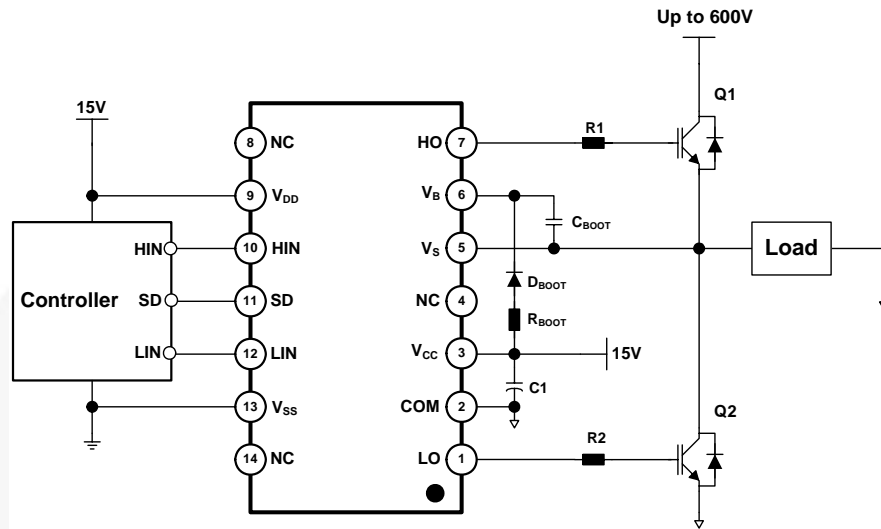 Up to 600V
Q1
15V
8 NC
HO 7
R1
9 VDD
VB 6
CBOOT
Controller
HIN
10 HIN
VS 5
Load
SD
11 SD
NC 4
DBOOT
RBOOT
LIN
12 LIN
VCC 3
15V
C1
13 VSS
COM 2
Q2
14 NC
LO 1
R2